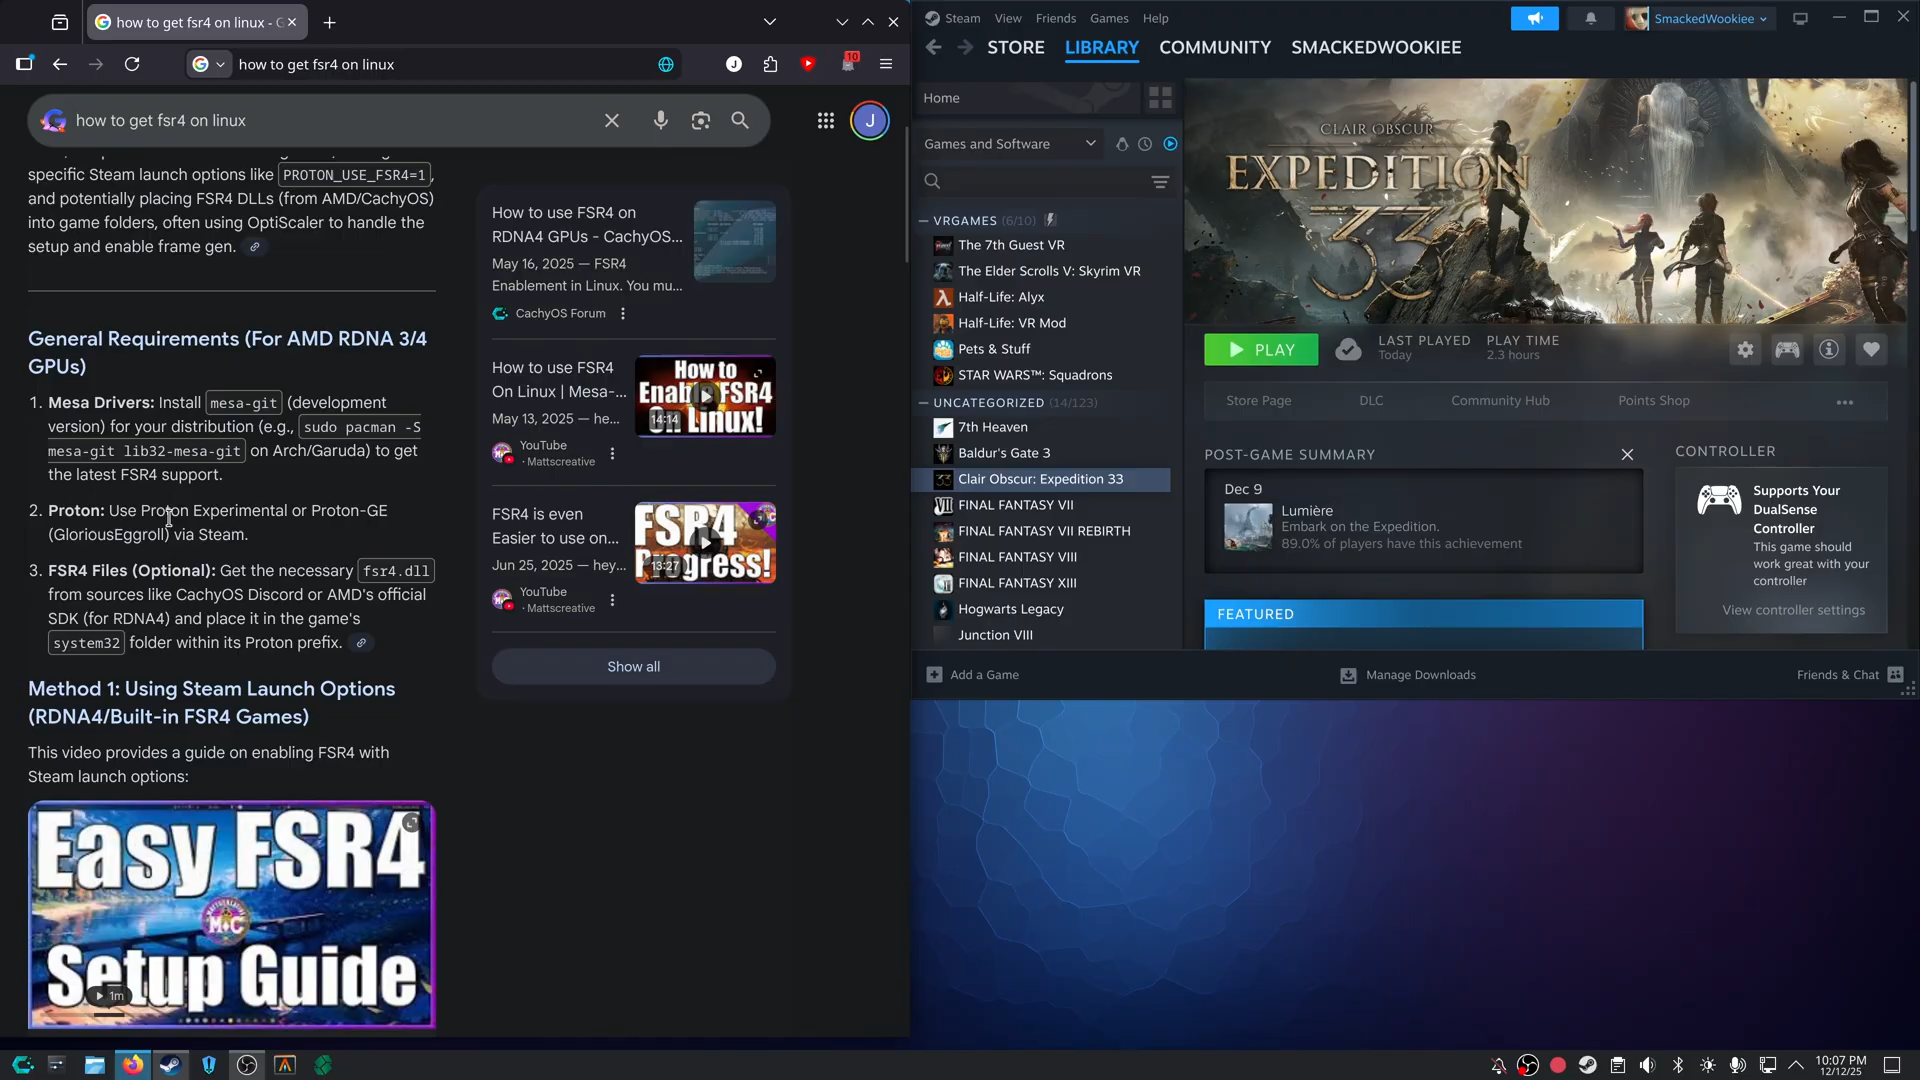 how to get fsr4 on linux - G
how to get fsr4 on linux
10
how to get fsr4 on linux
J
specific Steam launch options like PROTON_USE_FSR4=1,
and potentially placing FSR4 DLLs (from AMD/CachyOS)
into game folders, often using OptiScaler to handle the
setup and enable frame gen.
General Requirements (For AMD RDNA 3/4
GPUs)
1. Mesa Drivers: Install mesa-git (development
version) for your distribution (e.g., sudo pacman -S
mesa-git lib32-mesa-git on Arch/Garuda) to get
the latest FSR4 support.
2. Proton: Use Proton Experimental or Proton-GE
(GloriousEggroll) via Steam.
3. FSR4 Files (Optional): Get the necessary fsr4.dll
from sources like CachyOS Discord or AMD's official
SDK (for RDNA4) and place it in the game's
system32 folder within its Proton prefix.
Method 1: Using Steam Launch Options
(RDNA4/Built-in FSR4 Games)
This video provides a guide on enabling FSR4 with
Steam launch options:
Easy FSR4
M C
Setup Guide
1m
How to use FSR4 on
RDNA4 GPUs - CachyOS...
May 16, 2025 — FSR4
Enablement in Linux. You mu...
CachyOS Forum
How to use FSR4
On Linux | Mesa-...
May 13, 2025 — he...
YouTube
· Mattscreative
How to
Enable FSR4
On Linux!
14:14
FSR4 is even
Easier to use on...
Jun 25, 2025 — hey...
YouTube
· Mattscreative
FSR4
Progress!
13:27
Show all
Steam View Friends Games Help
SmackedWookiee
STORE LIBRARY COMMUNITY SMACKEDWOOKIEE
Home
Games and Software
VRGAMES (6/10)
The 7th Guest VR
The Elder Scrolls V: Skyrim VR
Half-Life: Alyx
Half-Life: VR Mod
Pets & Stuff
STAR WARS™: Squadrons
UNCATEGORIZED (14/123)
7th Heaven
Baldur's Gate 3
Clair Obscur: Expedition 33
FINAL FANTASY VII
FINAL FANTASY VII REBIRTH
FINAL FANTASY VIII
FINAL FANTASY XIII
Hogwarts Legacy
Junction VIII
CLAIR OBSCUR
EXPEDITION
33
PLAY
LAST PLAYED
Today
PLAY TIME
2.3 hours
Store Page DLC Community Hub Points Shop
POST-GAME SUMMARY
Dec 9
Lumière
Embark on the Expedition.
89.0% of players have this achievement
FEATURED
CONTROLLER
Supports Your
DualSense
Controller
This game should
work great with your
controller
View controller settings
Add a Game
Manage Downloads
Friends & Chat
10:07 PM
12/12/25